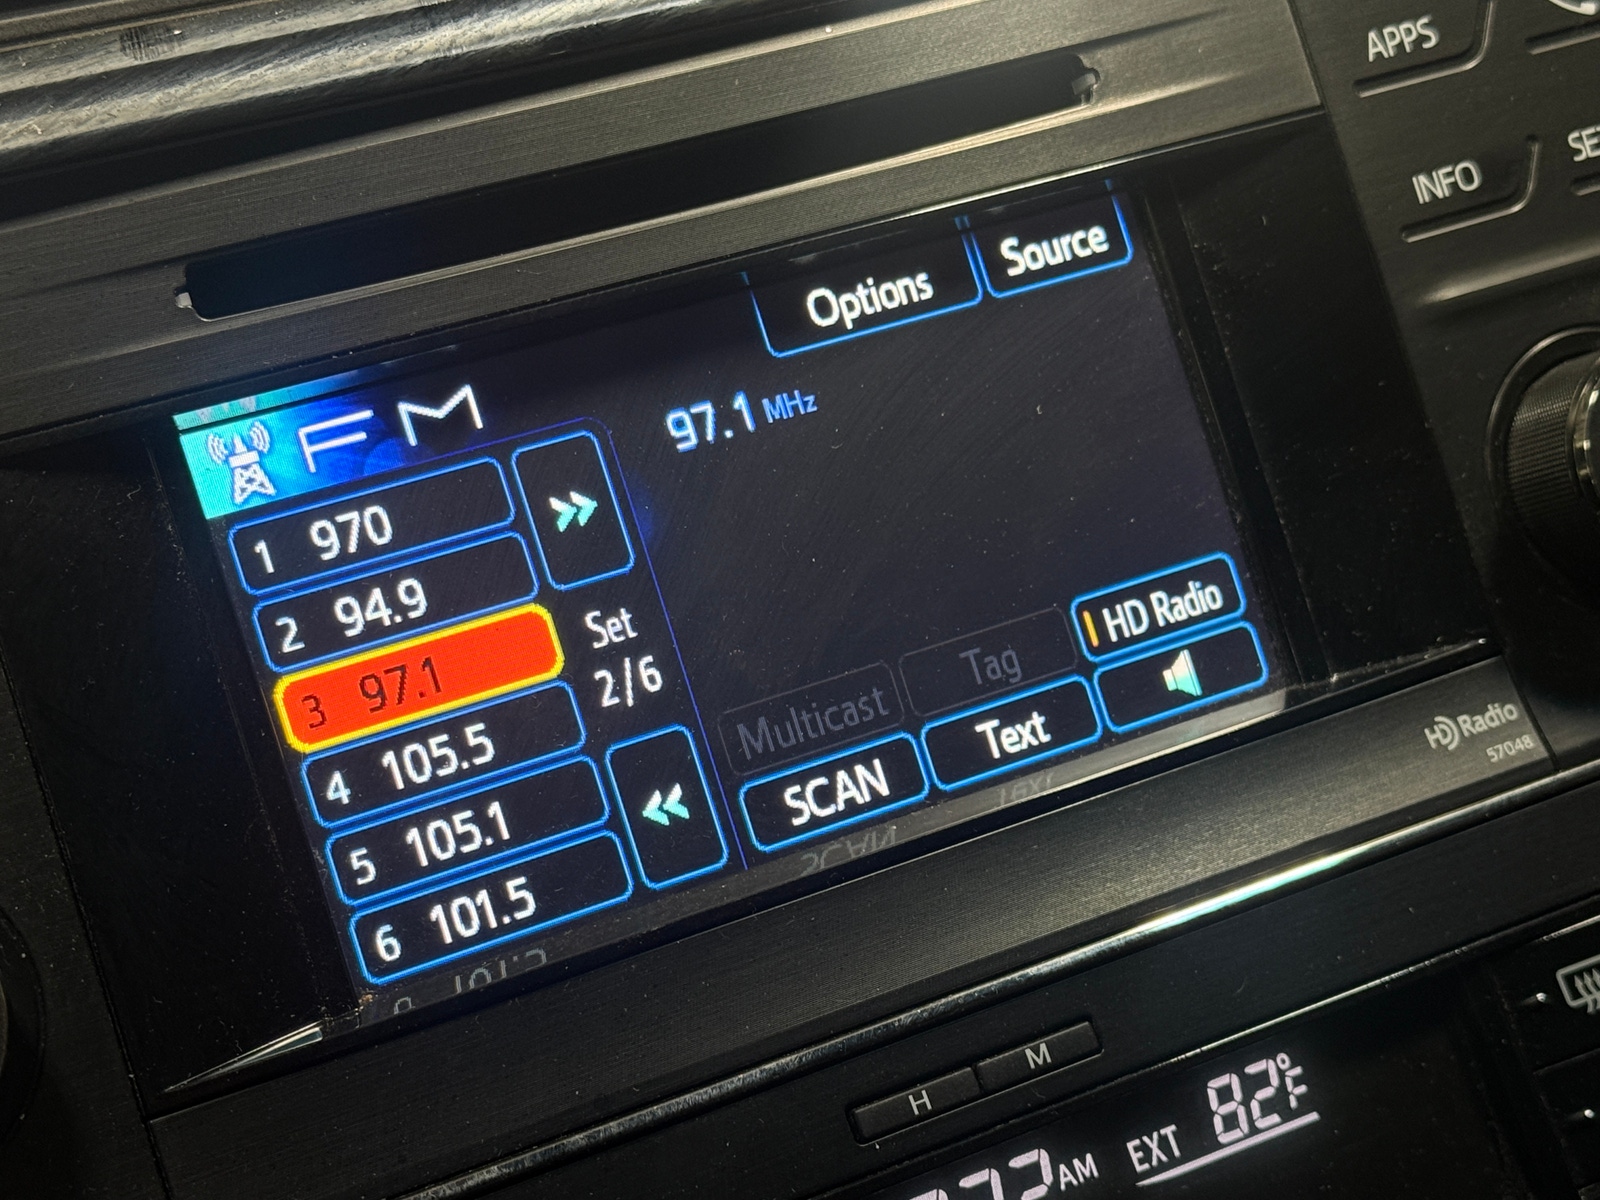 APPS
INFO
Source
Options
FM
97.1 MHz
1 970
2 94.9
3 97.1
4 105.5
5 105.1
6 101.5
Set
2/6
HD Radio
Tag
Multicast
Text
SCAN
HD Radio
57048
H M
AM EXT 82°F